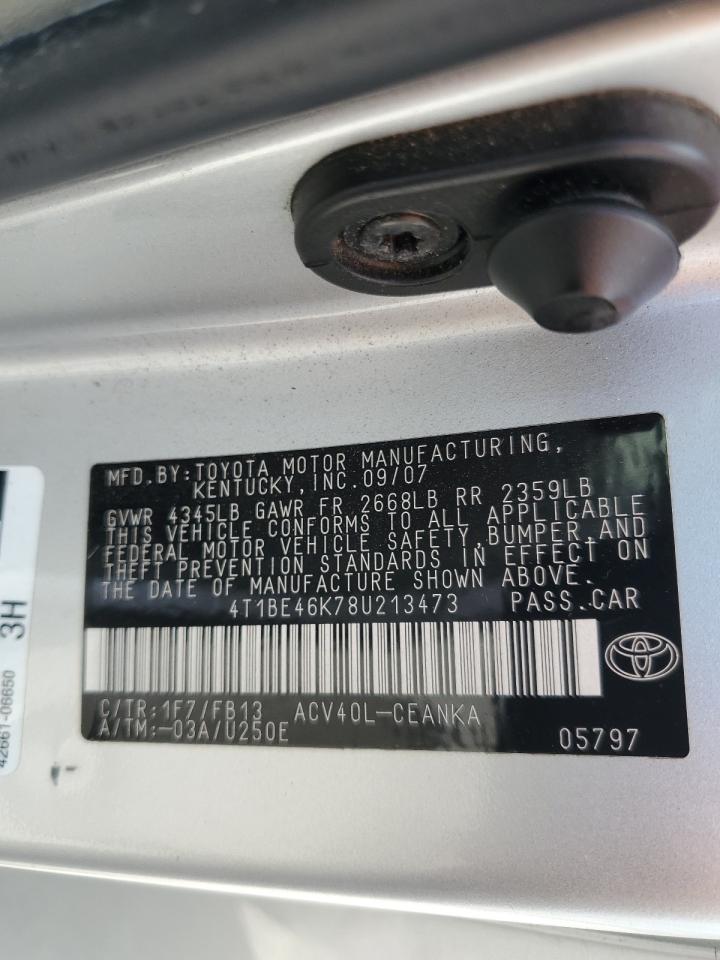 MFD.BY:TOYOTA MOTOR MANUFACTURING,
KENTUCKY,INC.09/07
GVWR 4345LB GAWR FR 2668LB RR 2359LB
THIS VEHICLE CONFORMS TO ALL APPLICABLE
FEDERAL MOTOR VEHICLE SAFETY,BUMPER,AND
THEFT PREVENTION STANDARDS IN EFFECT ON
THE DATE OF MANUFACTURE SHOWN ABOVE.
4T1BE46K78U213473 PASS.CAR
C/TR:1F7/FB13 ACV40L-CEANKA
A/TM:-03A/U250E
05797
3H
42661-06650